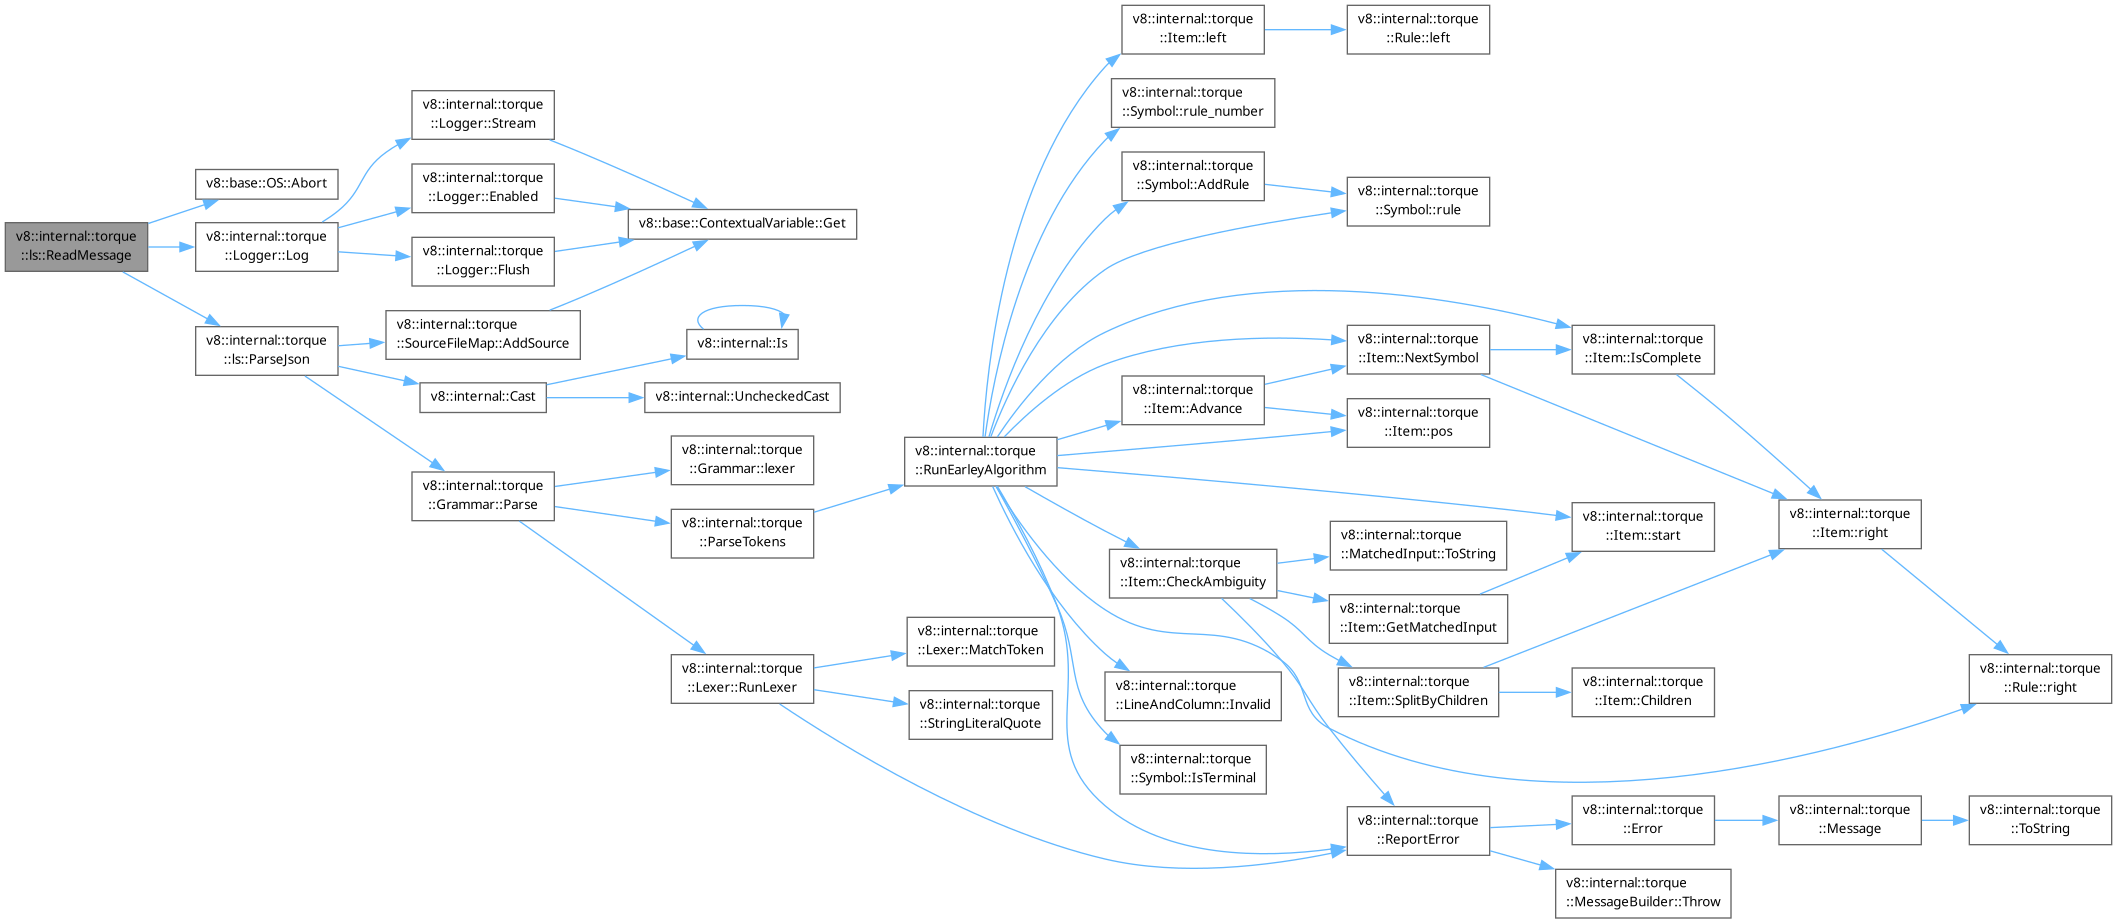 v8::internal::torque
::ls::ReadMessage
v8::base::OS::Abort
v8::internal::torque
::Logger::Log
v8::internal::torque
::ls::ParseJson
v8::internal::torque
::Logger::Stream
v8::internal::torque
::Logger::Enabled
v8::internal::torque
::Logger::Flush
v8::internal::torque
::SourceFileMap::AddSource
v8::internal::Cast
v8::internal::torque
::Grammar::Parse
v8::base::ContextualVariable::Get
v8::internal::Is
v8::internal::UncheckedCast
v8::internal::torque
::Grammar::lexer
v8::internal::torque
::ParseTokens
v8::internal::torque
::Lexer::RunLexer
v8::internal::torque
::RunEarleyAlgorithm
v8::internal::torque
::Lexer::MatchToken
v8::internal::torque
::StringLiteralQuote
v8::internal::torque
::Item::left
v8::internal::torque
::Symbol::rule_number
v8::internal::torque
::Symbol::AddRule
v8::internal::torque
::Item::Advance
v8::internal::torque
::Item::CheckAmbiguity
v8::internal::torque
::LineAndColumn::Invalid
v8::internal::torque
::Symbol::IsTerminal
v8::internal::torque
::Rule::left
v8::internal::torque
::Symbol::rule
v8::internal::torque
::Item::NextSymbol
v8::internal::torque
::Item::pos
v8::internal::torque
::MatchedInput::ToString
v8::internal::torque
::Item::GetMatchedInput
v8::internal::torque
::Item::SplitByChildren
v8::internal::torque
::ReportError
v8::internal::torque
::Item::IsComplete
v8::internal::torque
::Item::start
v8::internal::torque
::Item::Children
v8::internal::torque
::Error
v8::internal::torque
::MessageBuilder::Throw
v8::internal::torque
::Item::right
v8::internal::torque
::Message
v8::internal::torque
::Rule::right
v8::internal::torque
::ToString